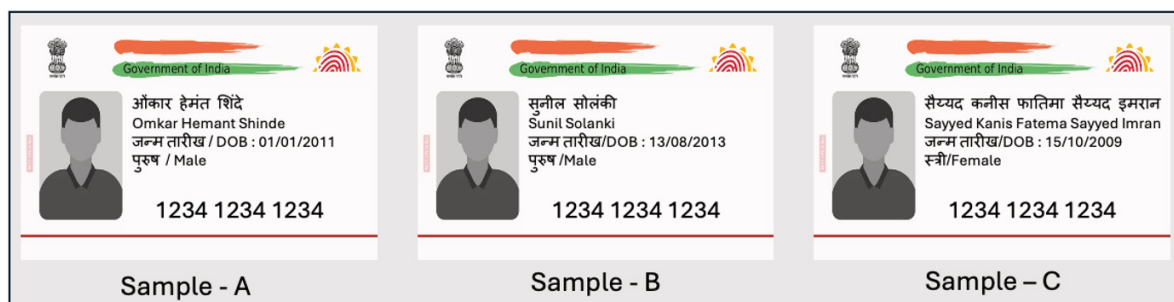 Government of India
ओंकार हेमंत शिंदे
Omkar Hemant Shinde
जन्म तारीख / DOB : 01/01/2011
पुरुष / Male
1234 1234 1234
Sample - A
Government of India
सुनील सोलंकी
Sunil Solanki
जन्म तारीख/DOB : 13/08/2013
पुरुष /Male
1234 1234 1234
Sample - B
Government of India
सैय्यद कनीस फातिमा सैय्यद इमरान
Sayyed Kanis Fatema Sayyed Imran
जन्म तारीख/DOB : 15/10/2009
स्त्री/Female
1234 1234 1234
Sample – C